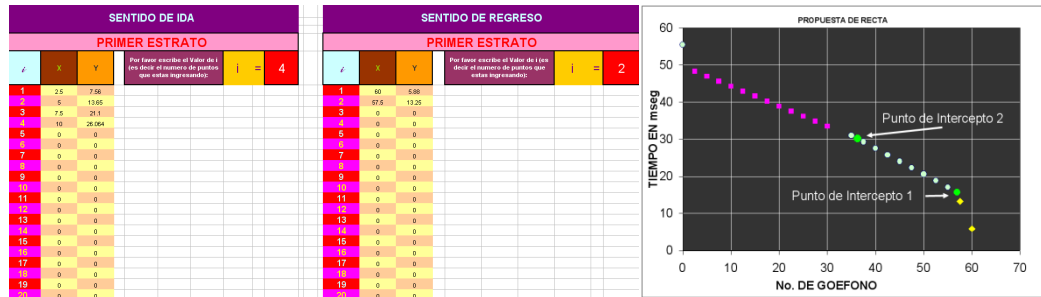 SENTIDO DE IDA
PRIMER ESTRATO
i X Y Por favor escribe el Valor de i (es decir el numero de puntos que estas ingresando): i = 4
1 2.5 7.56
2 5 13.65
3 7.5 21.1
4 10 26.064
5 0 0
6 0 0
7 0 0
8 0 0
9 0 0
10 0 0
11 0 0
12 0 0
13 0 0
14 0 0
15 0 0
16 0 0
17 0 0
18 0 0
19 0 0
20 0 0
SENTIDO DE REGRESO
PRIMER ESTRATO
i X Y Por favor escribe el Valor de i (es decir el numero de puntos que estas ingresando): i = 2
1 60 5.88
2 57.5 13.25
3 0 0
4 0 0
5 0 0
6 0 0
7 0 0
8 0 0
9 0 0
10 0 0
11 0 0
12 0 0
13 0 0
14 0 0
15 0 0
16 0 0
17 0 0
18 0 0
19 0 0
20 0 0
PROPUESTA DE RECTA
TIEMPO EN mseg
60
50
40
30
20
10
0
Punto de Intercepto 2
Punto de Intercepto 1
0 10 20 30 40 50 60 70
No. DE GOEFONO